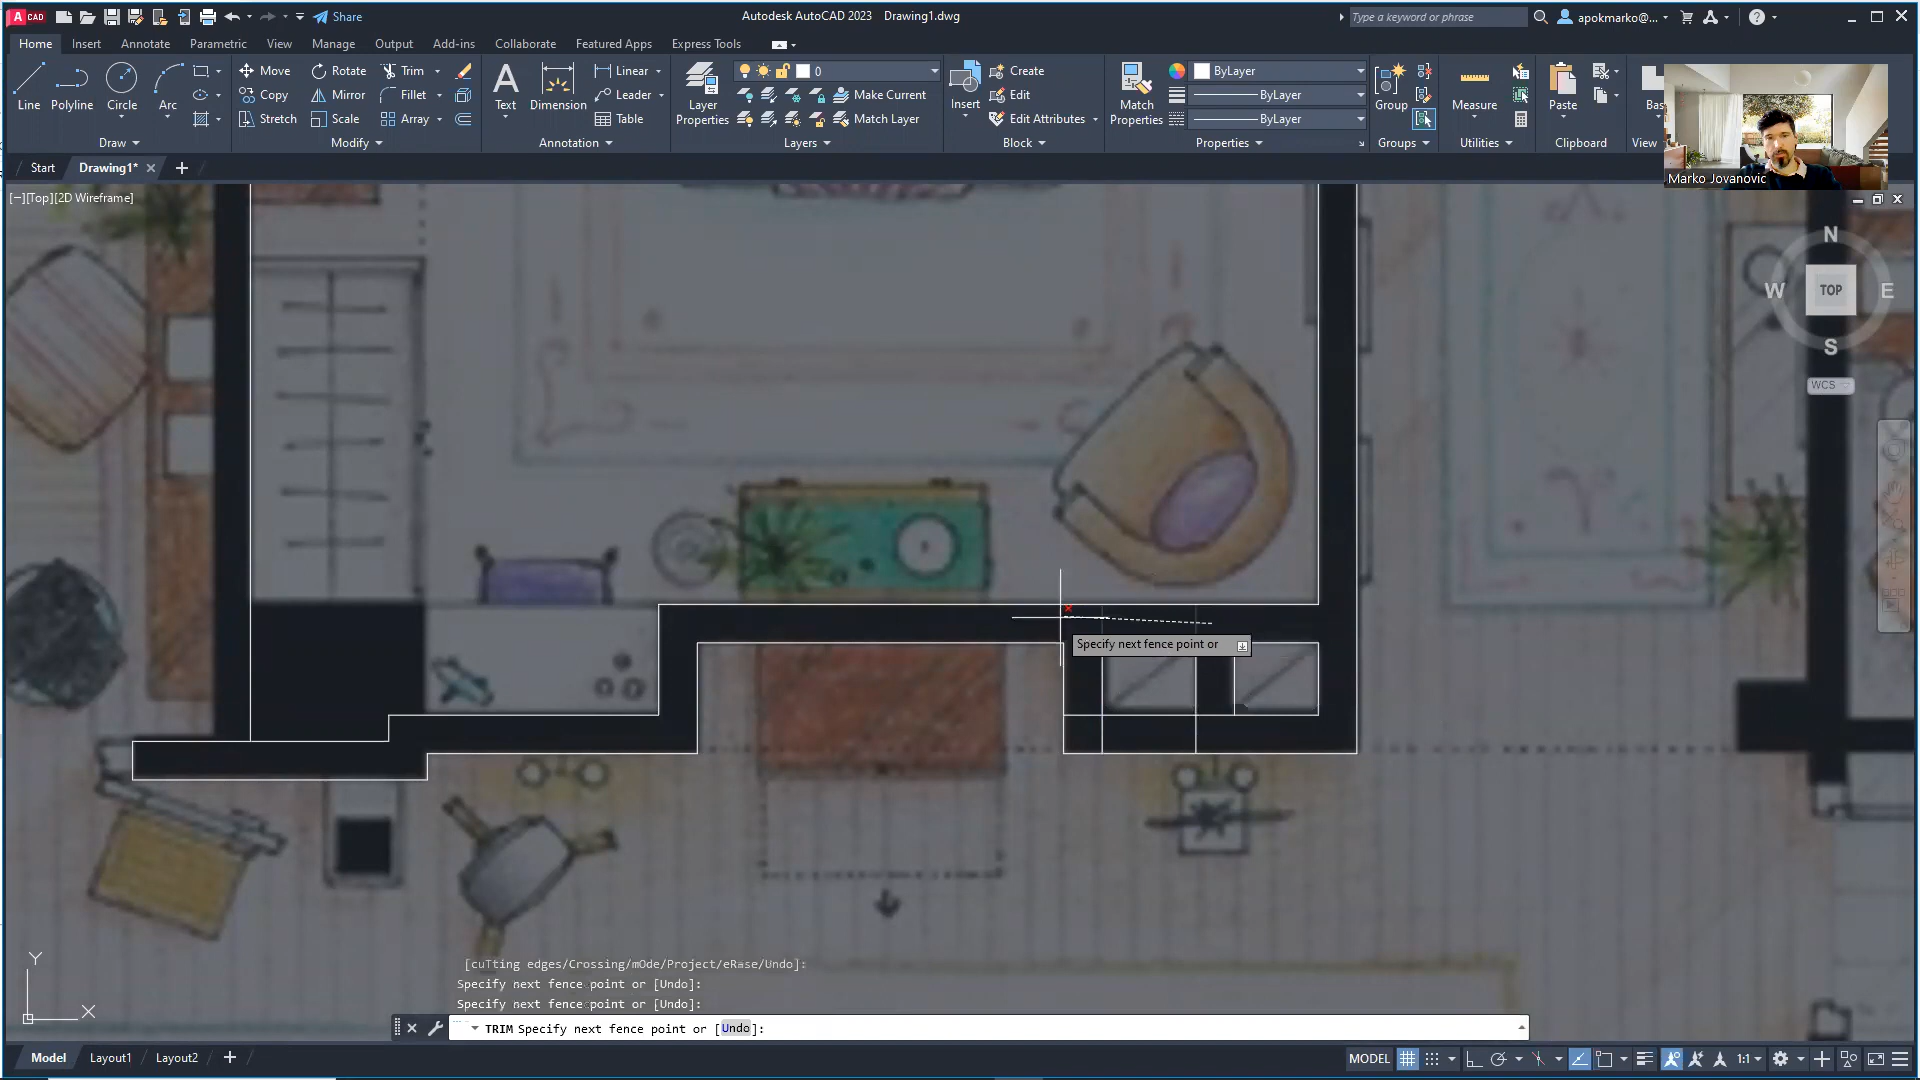 A CAD
Share
Autodesk AutoCAD 2023 Drawing1.dwg
Type a keyword or phrase
apokmarko@...
Home Insert Annotate Parametric View Manage Output Add-ins Collaborate Featured Apps Express Tools
Line Polyline Circle Arc
Move Rotate Trim
Copy Mirror Fillet
Stretch Scale Array
Text Dimension
Linear
Leader
Table
Layer Properties
0
Make Current
Match Layer
Insert
Create
Edit
Edit Attributes
Match Properties
ByLayer
ByLayer
ByLayer
Group
Measure
Paste
Bas
Draw Modify Annotation Layers Block Properties Groups Utilities Clipboard View
Marko Jovanovic
Start Drawing1*
[−][Top][2D Wireframe]
N
W TOP E
S
WCS
Specify next fence point or
Y
X
[cuTting edges/Crossing/mOde/Project/eRase/Undo]:
Specify next fence point or [Undo]:
Specify next fence point or [Undo]:
TRIM Specify next fence point or [Undo]:
Model Layout1 Layout2
MODEL 1:1